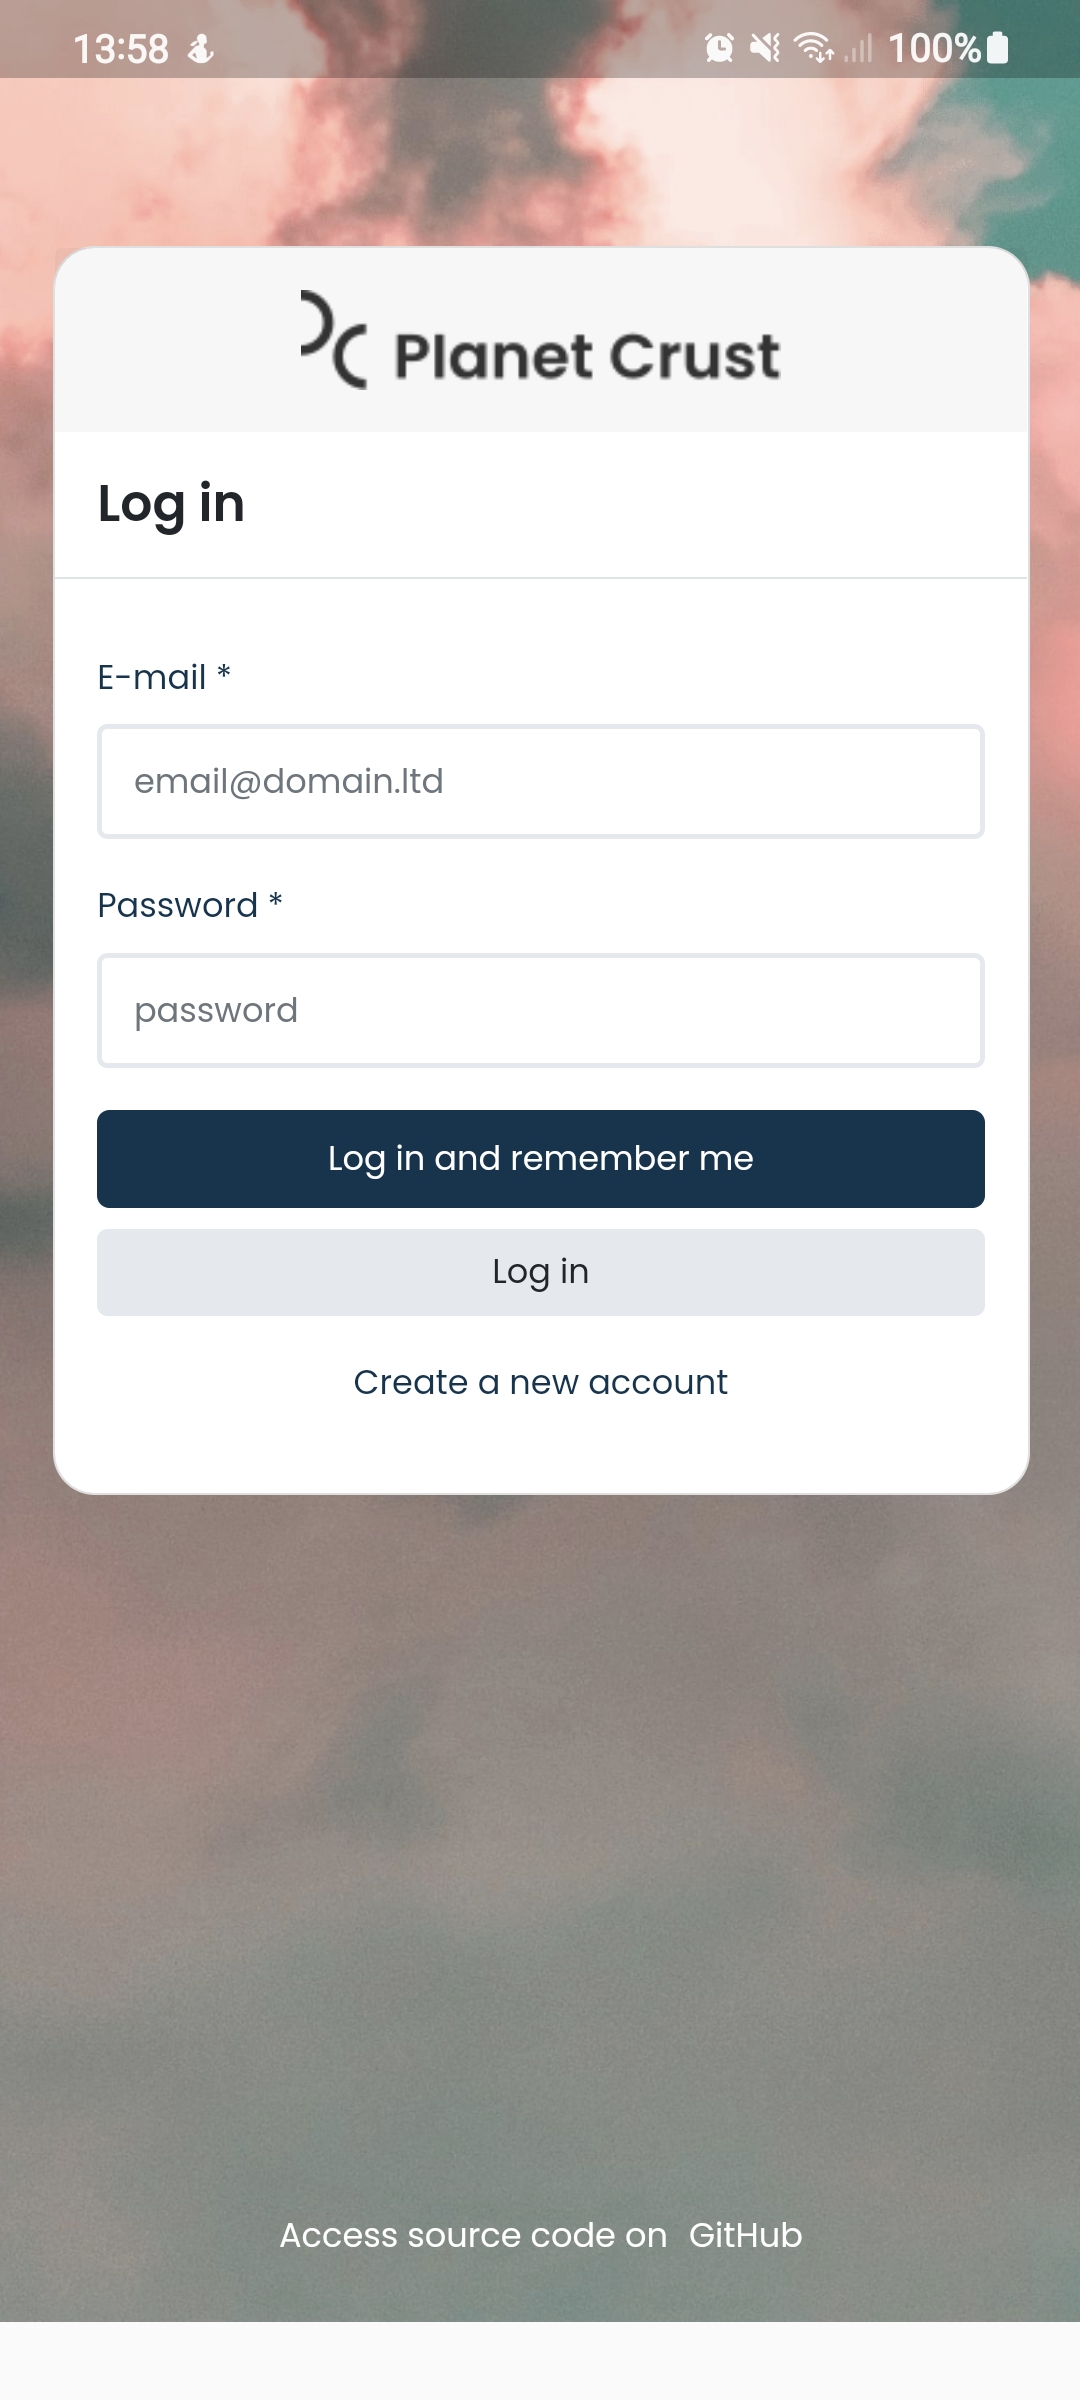 13:58 100%
Planet Crust
Log in
E-mail *
email@domain.ltd
Password *
password
Log in and remember me
Log in
Create a new account
Access source code on GitHub